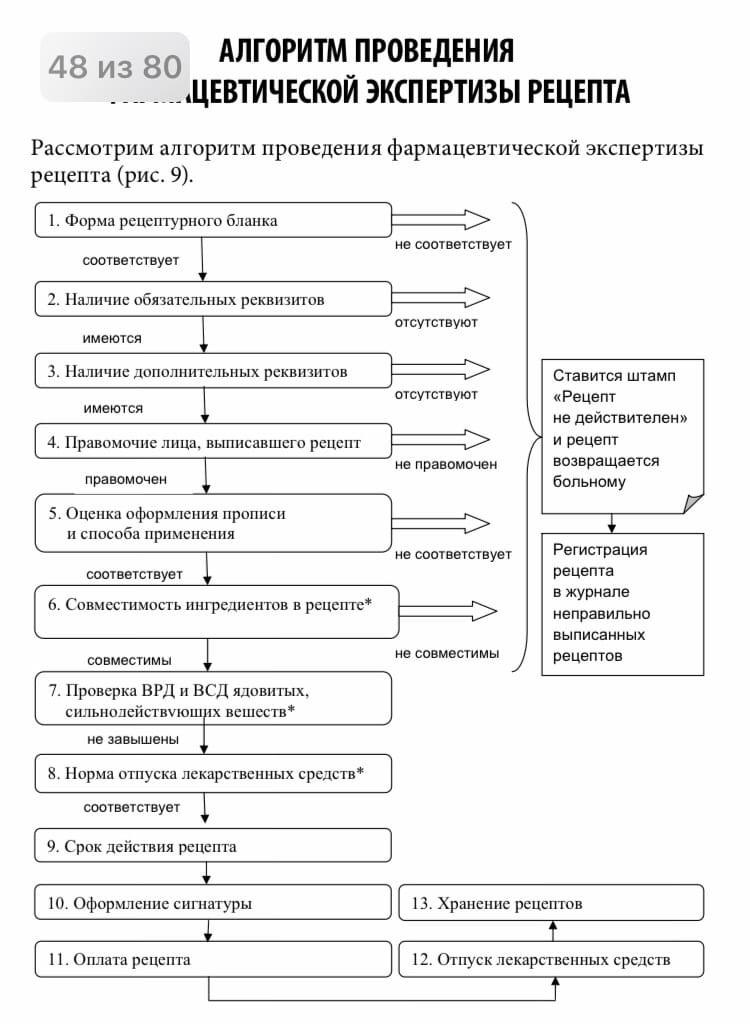 48 из 80
АЛГОРИТМ ПРОВЕДЕНИЯ
ФАРМАЦЕВТИЧЕСКОЙ ЭКСПЕРТИЗЫ РЕЦЕПТА
Рассмотрим алгоритм проведения фармацевтической экспертизы
рецепта (рис. 9).
1. Форма рецептурного бланка
не соответствует
соответствует
2. Наличие обязательных реквизитов
отсутствуют
имеются
3. Наличие дополнительных реквизитов
отсутствуют
имеются
4. Правомочие лица, выписавшего рецепт
не правомочен
правомочен
5. Оценка оформления прописи
и способа применения
не соответствует
соответствует
6. Совместимость ингредиентов в рецепте*
не совместимы
совместимы
7. Проверка ВРД и ВСД ядовитых,
сильнодействующих веществ*
не завышены
8. Норма отпуска лекарственных средств*
соответствует
9. Срок действия рецепта
10. Оформление сигнатуры
11. Оплата рецепта
12. Отпуск лекарственных средств
13. Хранение рецептов
Ставится штамп
«Рецепт
не действителен»
и рецепт
возвращается
больному
Регистрация
рецепта
в журнале
неправильно
выписанных
рецептов